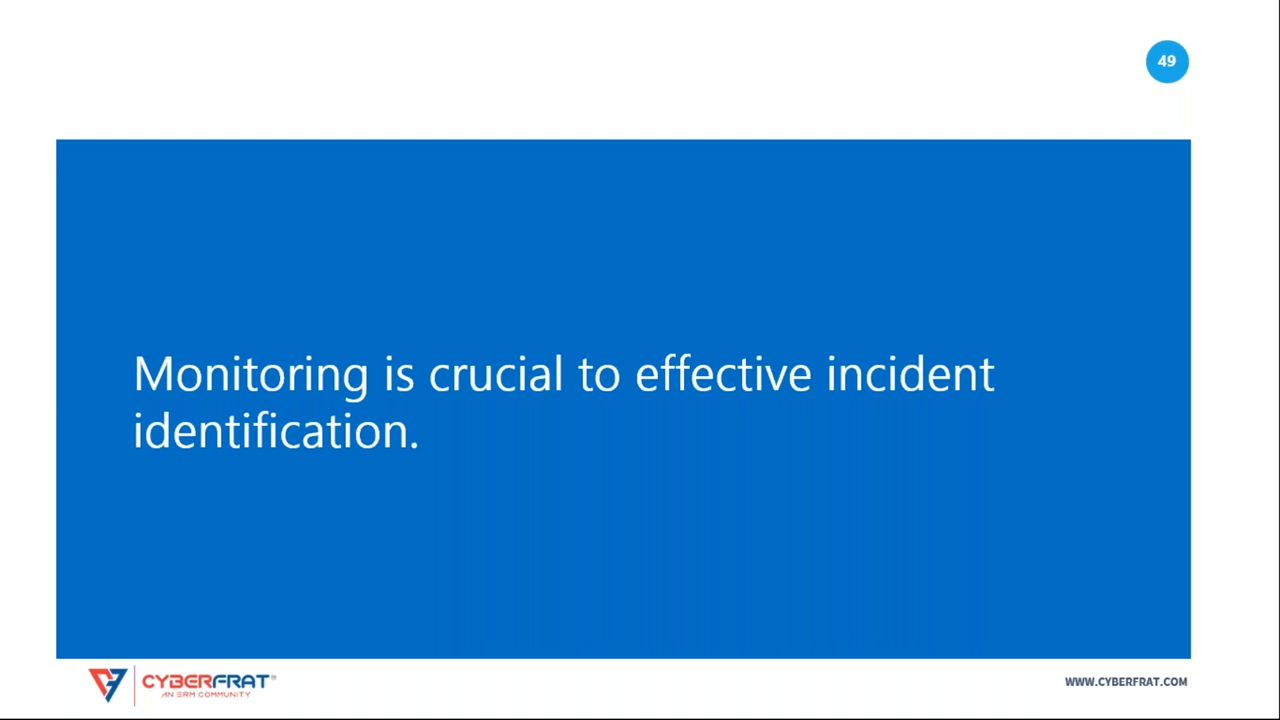 49
Monitoring is crucial to effective incident
identification.
CYBERFRAT®
AN ERM COMMUNITY
WWW.CYBERFRAT.COM